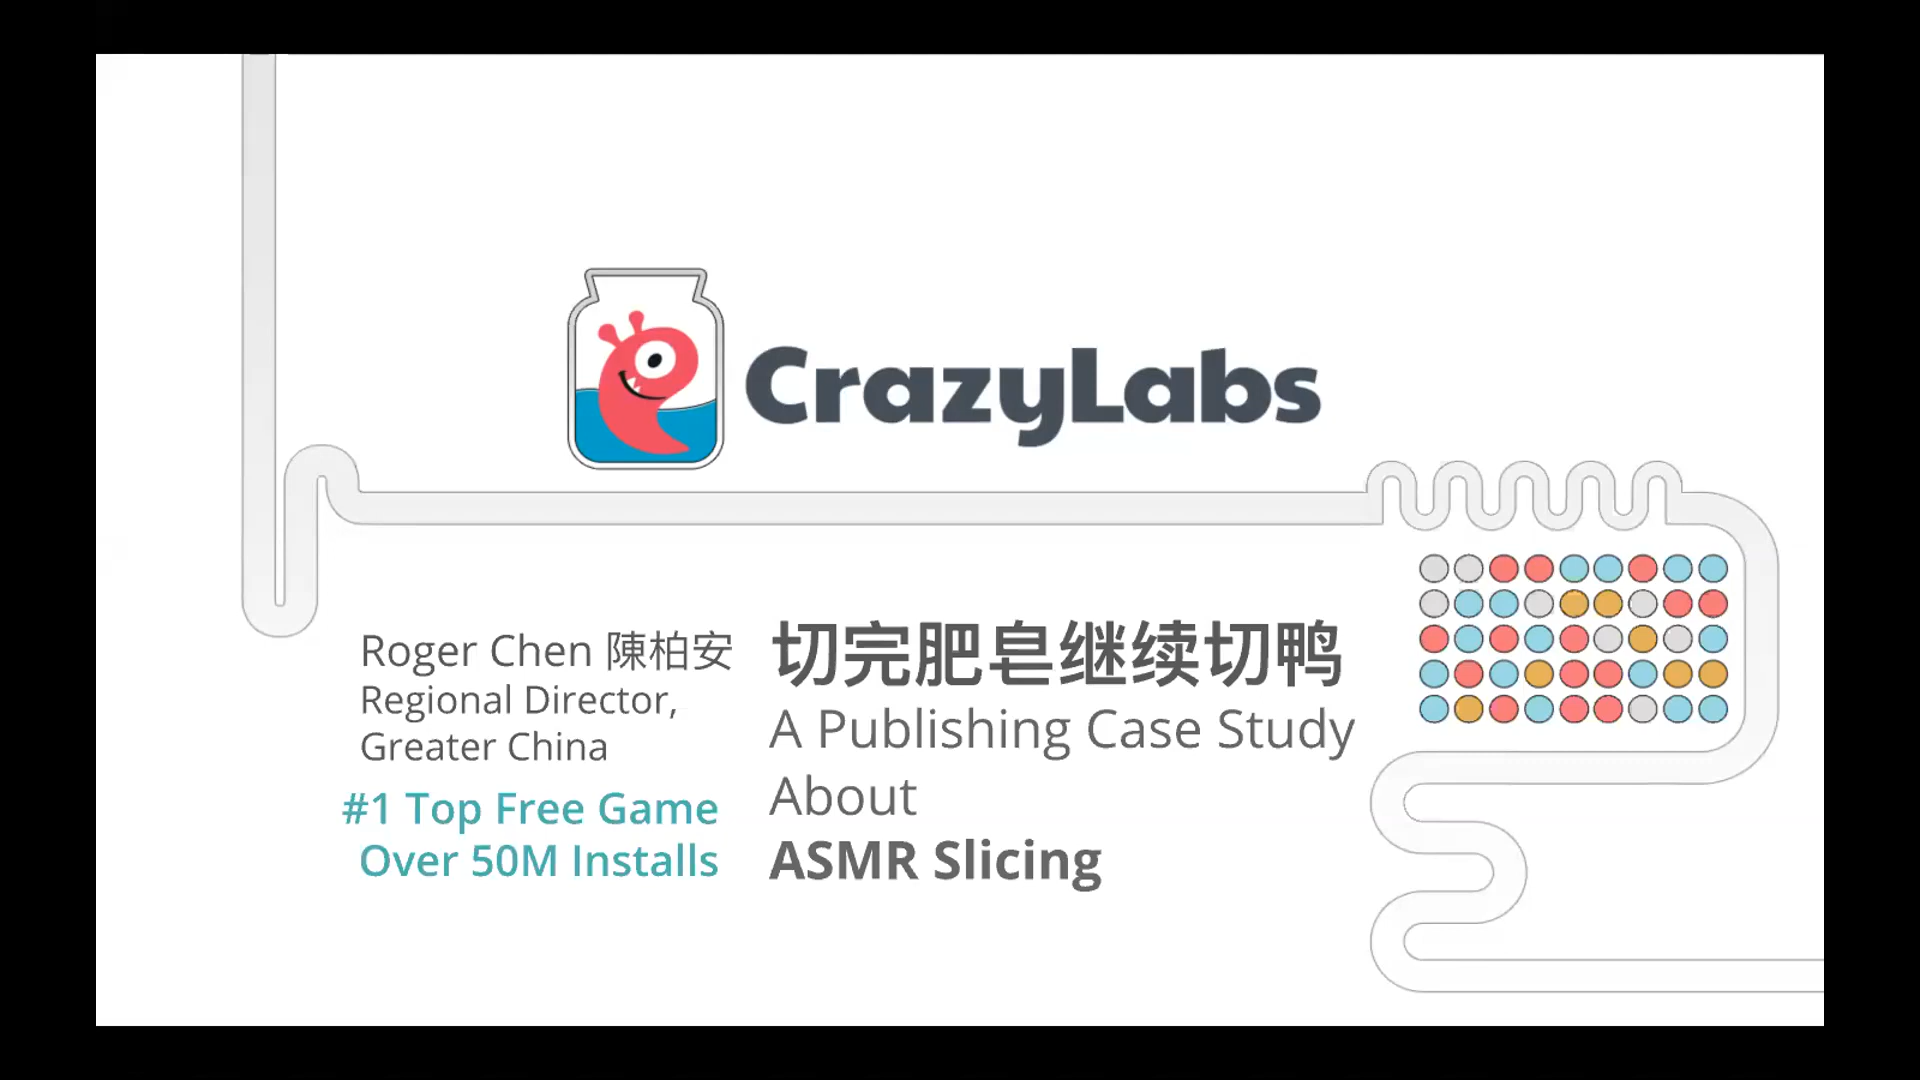 CrazyLabs
Roger Chen 陳柏安
Regional Director,
Greater China
#1 Top Free Game
Over 50M Installs
切完肥皂继续切鸭
A Publishing Case Study
About
ASMR Slicing